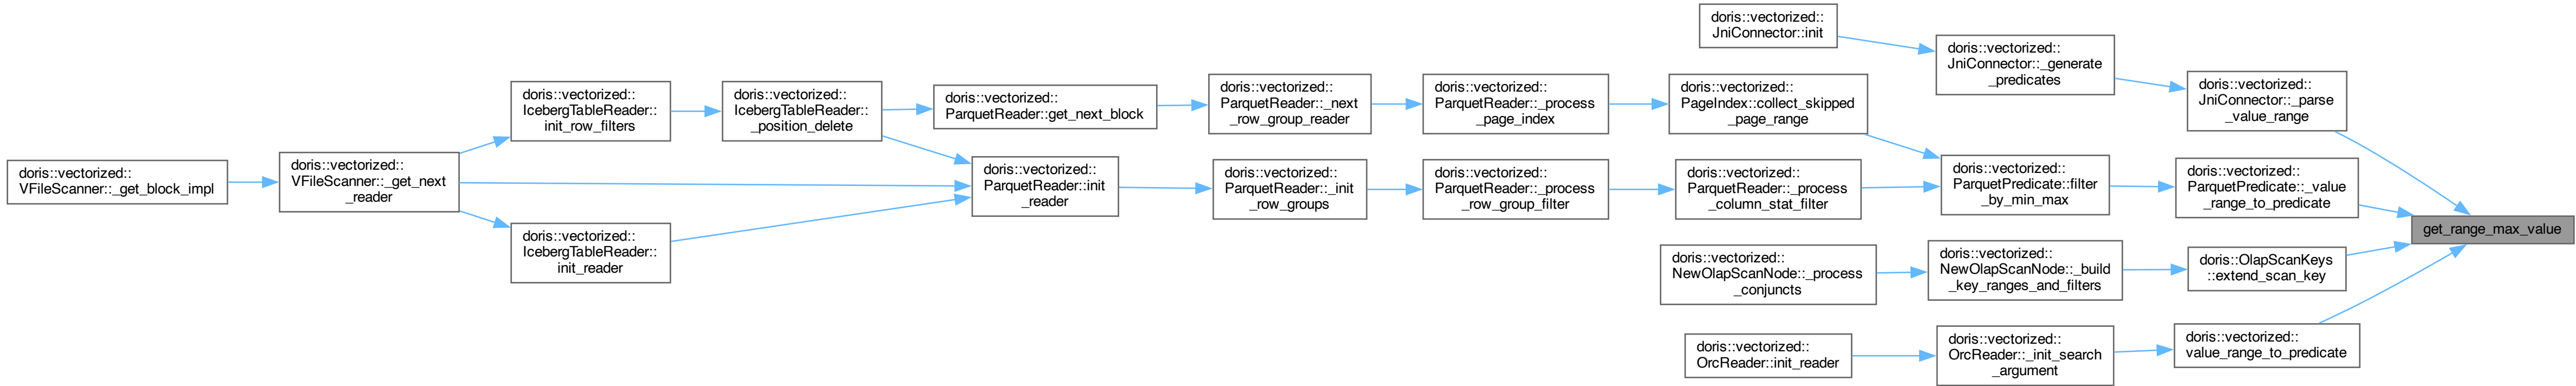 doris::vectorized::
JniConnector::init
doris::vectorized::
JniConnector::_generate
_predicates
doris::vectorized::
JniConnector::_parse
_value_range
doris::vectorized::
IcebergTableReader::
init_row_filters
doris::vectorized::
IcebergTableReader::
_position_delete
doris::vectorized::
ParquetReader::get_next_block
doris::vectorized::
ParquetReader::_next
_row_group_reader
doris::vectorized::
ParquetReader::_process
_page_index
doris::vectorized::
PageIndex::collect_skipped
_page_range
doris::vectorized::
VFileScanner::_get_block_impl
doris::vectorized::
VFileScanner::_get_next
_reader
doris::vectorized::
ParquetReader::init
_reader
doris::vectorized::
ParquetReader::_init
_row_groups
doris::vectorized::
ParquetReader::_process
_row_group_filter
doris::vectorized::
ParquetReader::_process
_column_stat_filter
doris::vectorized::
ParquetPredicate::filter
_by_min_max
doris::vectorized::
ParquetPredicate::_value
_range_to_predicate
get_range_max_value
doris::vectorized::
IcebergTableReader::
init_reader
doris::vectorized::
NewOlapScanNode::_process
_conjuncts
doris::vectorized::
NewOlapScanNode::_build
_key_ranges_and_filters
doris::OlapScanKeys
::extend_scan_key
doris::vectorized::
OrcReader::init_reader
doris::vectorized::
OrcReader::_init_search
_argument
doris::vectorized::
value_range_to_predicate